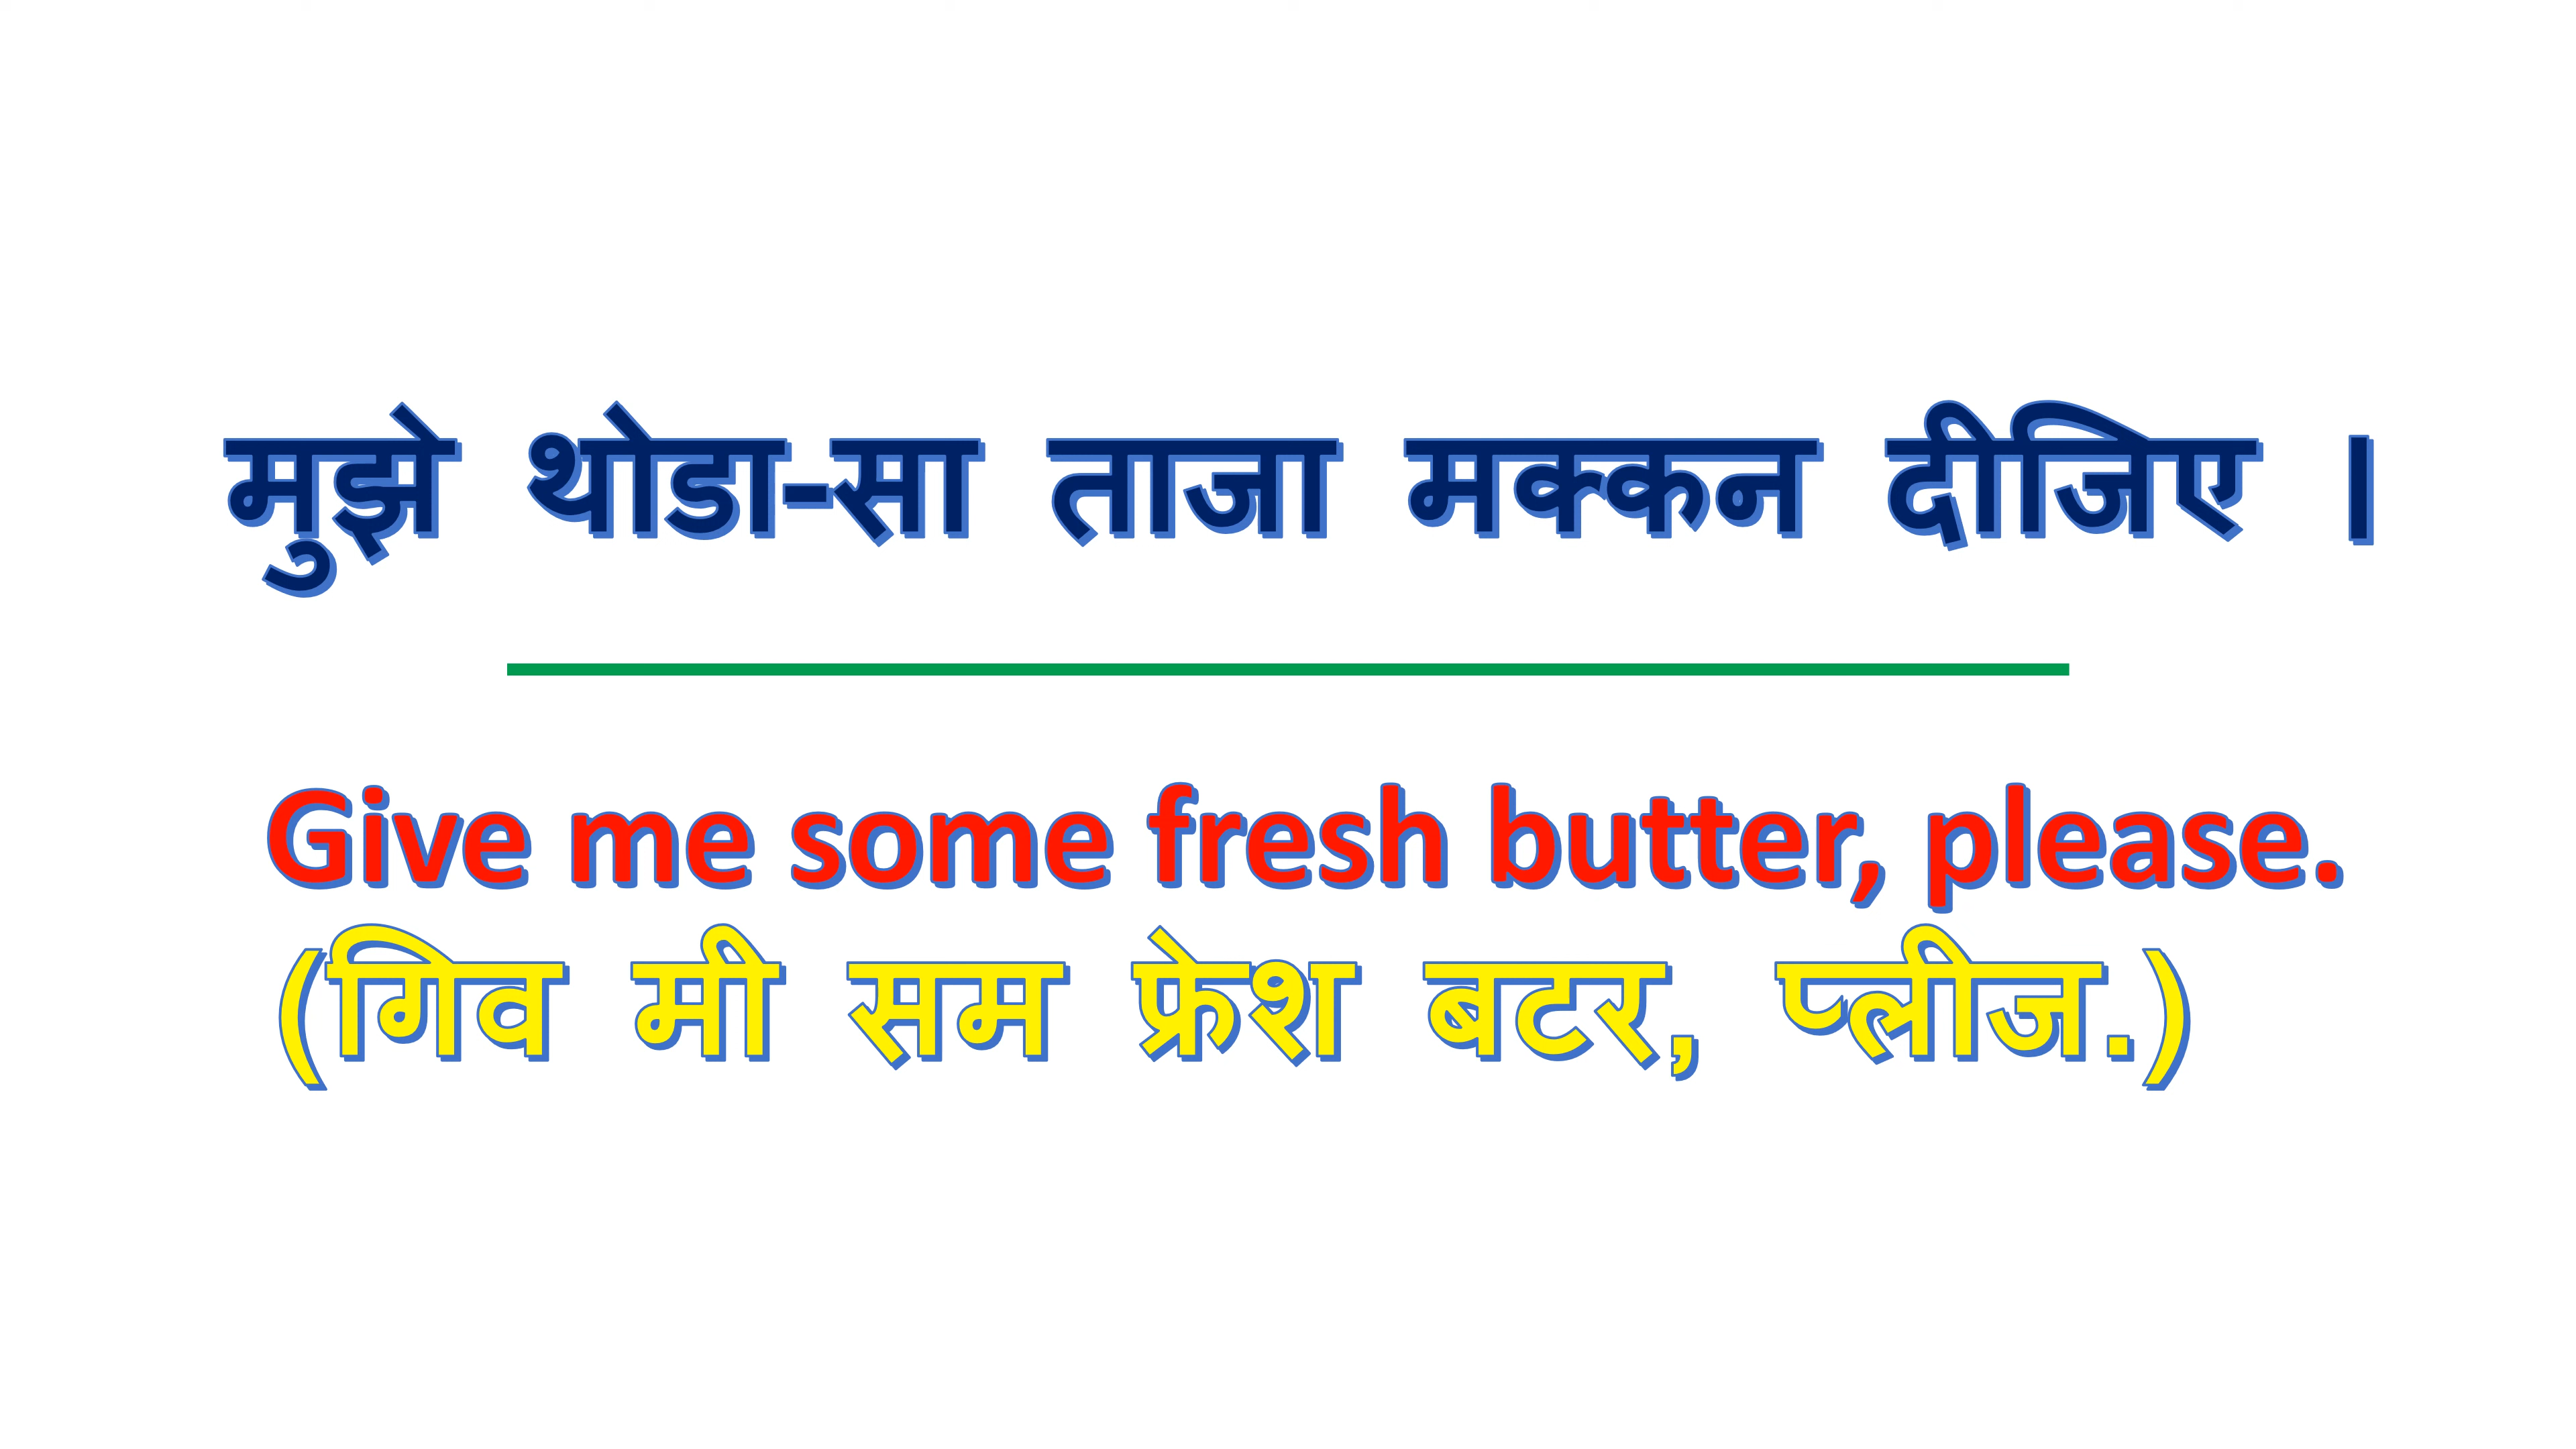 मुझे थोडा-सा ताजा मक्कन दीजिए ।
Give me some fresh butter, please.
(गिव मी सम फ्रेश बटर, प्लीज.)